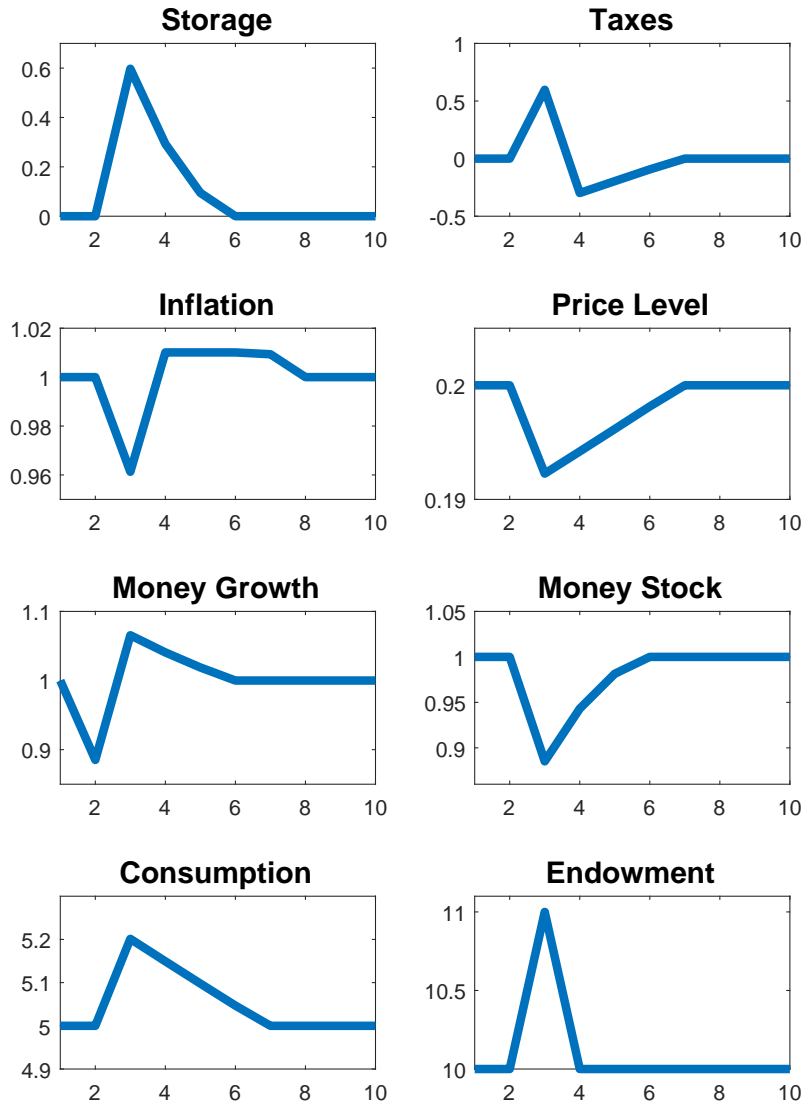 Storage
0.6
0.4
0.2
0
2 4 6 8 10
Taxes
1
0.5
0
-0.5
2 4 6 8 10
Inflation
1.02
1
0.98
0.96
2 4 6 8 10
Price Level
0.2
0.19
2 4 6 8 10
Money Growth
1.1
1
0.9
2 4 6 8 10
Money Stock
1.05
1
0.95
0.9
2 4 6 8 10
Consumption
5.2
5.1
5
4.9
2 4 6 8 10
Endowment
11
10.5
10
2 4 6 8 10